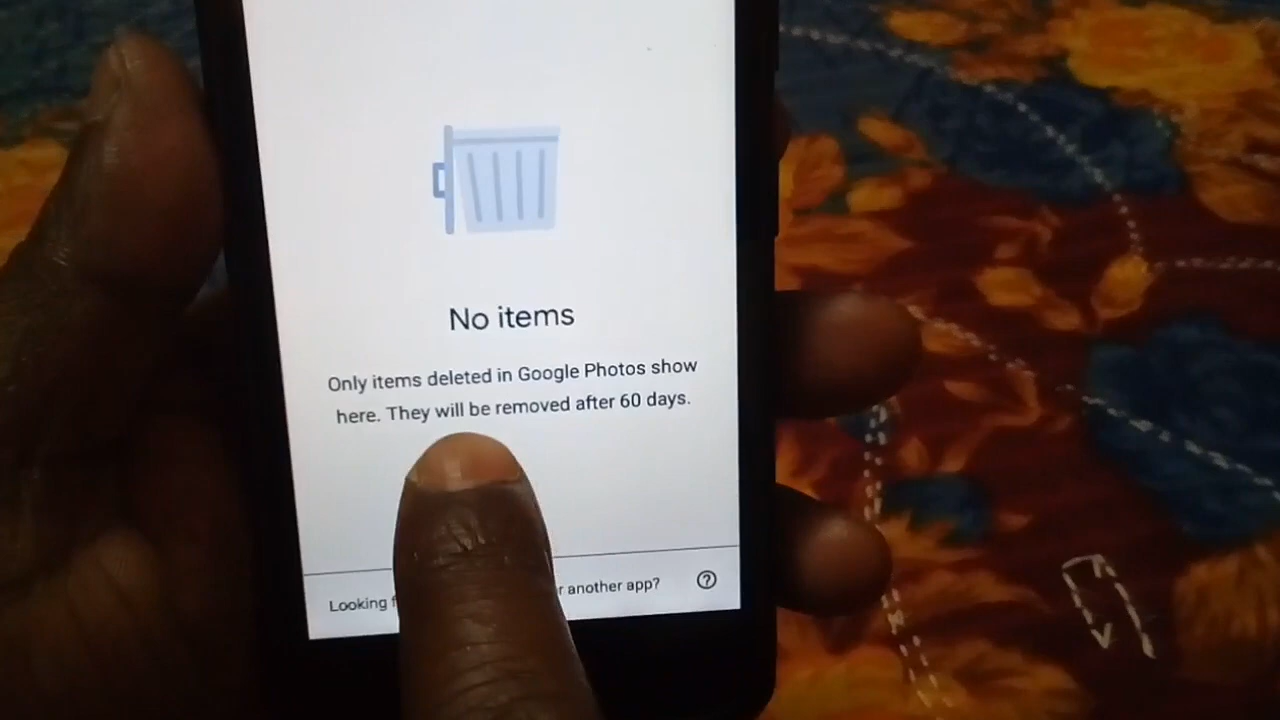 No items
Only items deleted in Google Photos show
here. They will be removed after 60 days.
Looking another app?